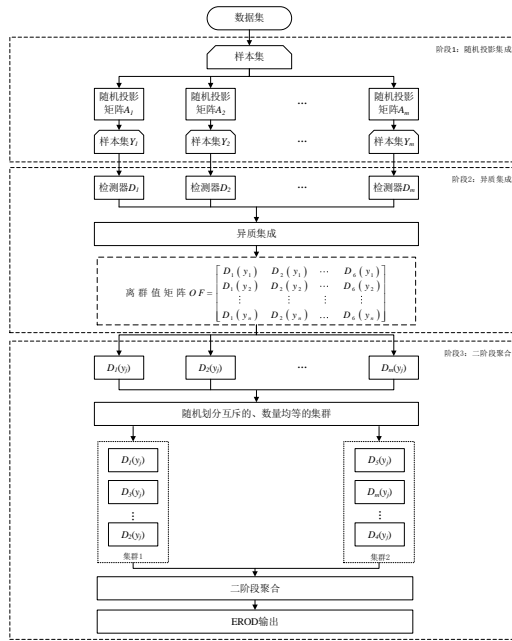 数据集
阶段1：随机投影集成
样本集
随机投影
矩阵A1
随机投影
矩阵A2
...
随机投影
矩阵Am
样本集Y1
样本集Y2
...
样本集Ym
阶段2：异质集成
检测器D1
检测器D2
...
检测器Dm
异质集成
离群值矩阵OF=
D1(y1) D2(y1) ⋯ D6(y1)
D1(y2) D2(y2) ⋯ D6(y2)
⋮ ⋮ ⋮ ⋮
D1(yn) D2(yn) ... D6(yn)
阶段3：二阶段聚合
D1(yj)
D2(yj)
...
Dm(yj)
随机划分互斥的、数量均等的集群
D1(yj)
D3(yj)
⋮
D2(yj)
集群1
D5(yj)
Dm(yj)
⋮
D4(yj)
集群2
二阶段聚合
EROD输出